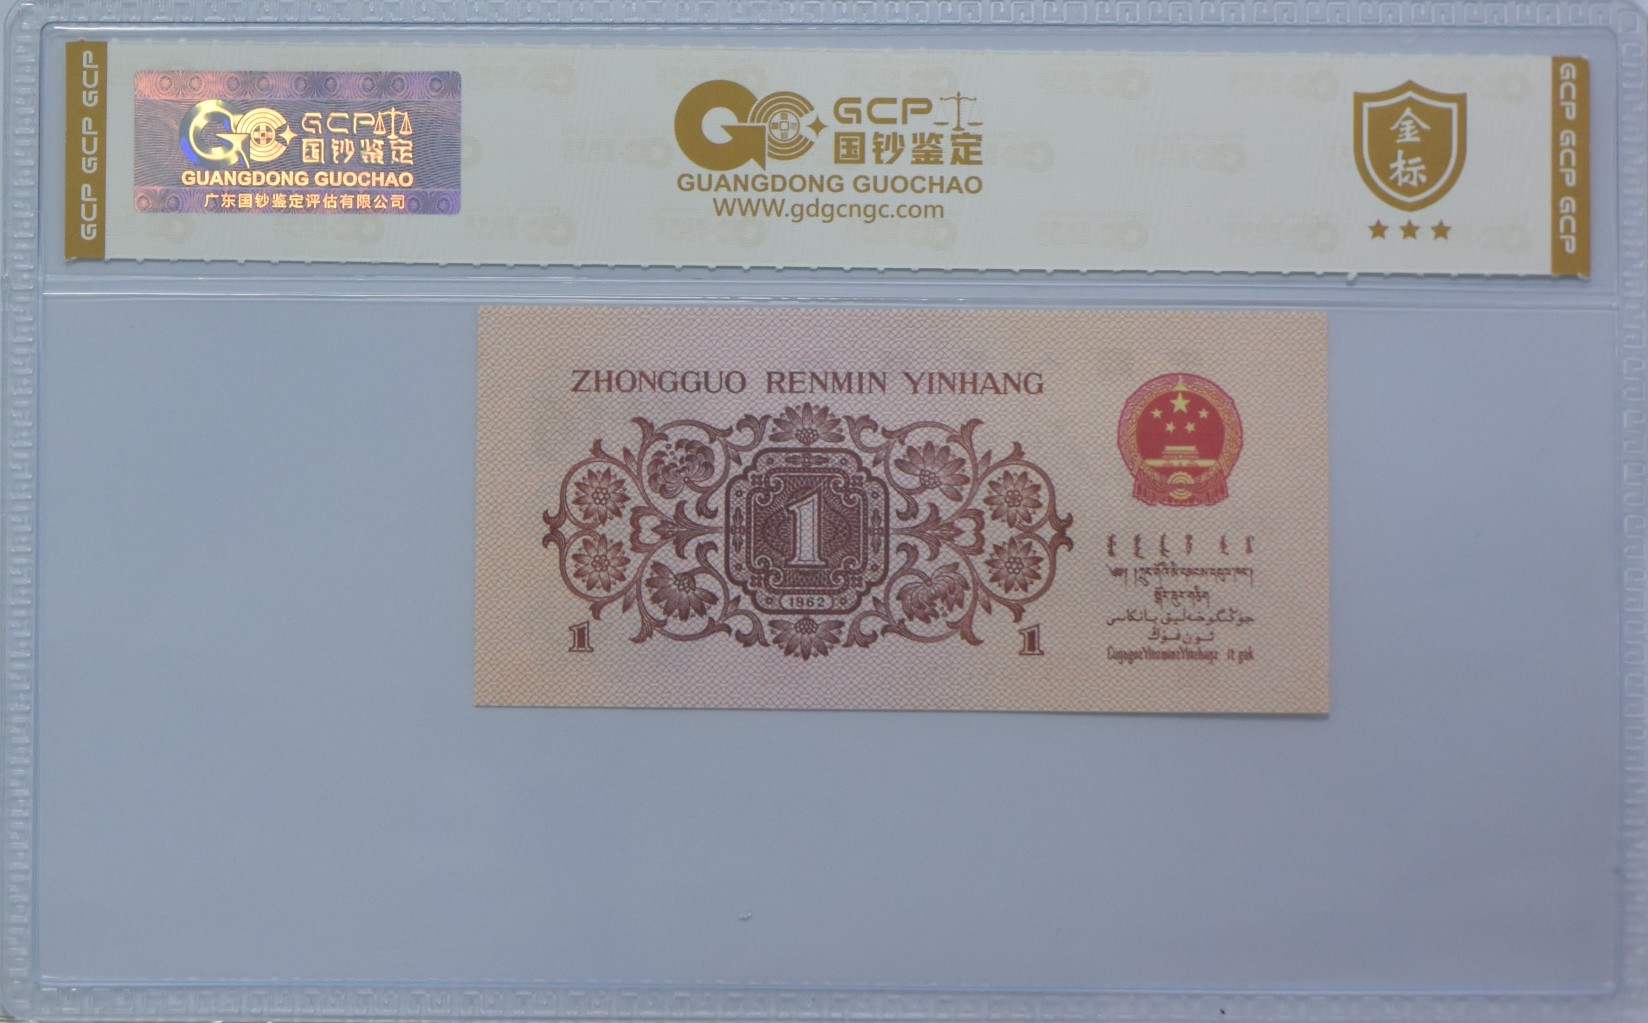 GCP GCP GCP
GCP
国钞鉴定
GUANGDONG GUOCHAO
广东国钞鉴定评估有限公司
GCP
国钞鉴定
GUANGDONG GUOCHAO
WWW.gdgcngc.com
金
标
GCP GCP GCP
ZHONGGUO RENMIN YINHANG
1
1962
1
1
جۇڭگوخەلىق بانكاسى